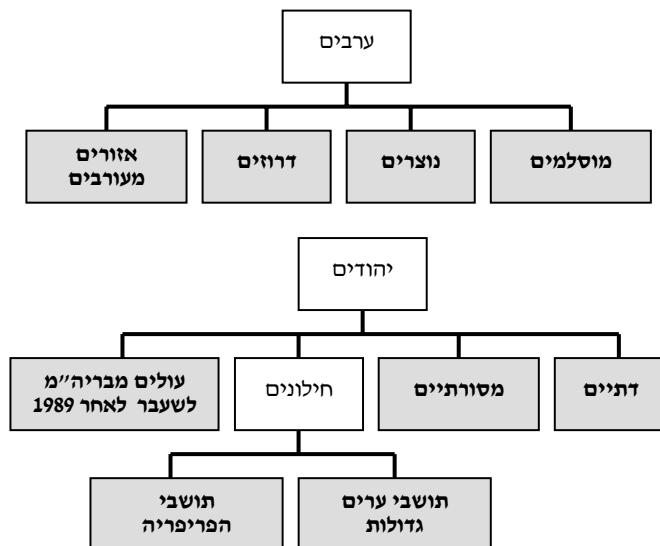 ערבים
מוסלמים
נוצרים
דרוזים
אזורים
מעורבים
יהודים
דתיים
מסורתיים
חילונים
עולים מבריה״מ
לשעבר לאחר 1989
תושבי ערים
גדולות
תושבי
הפריפריה